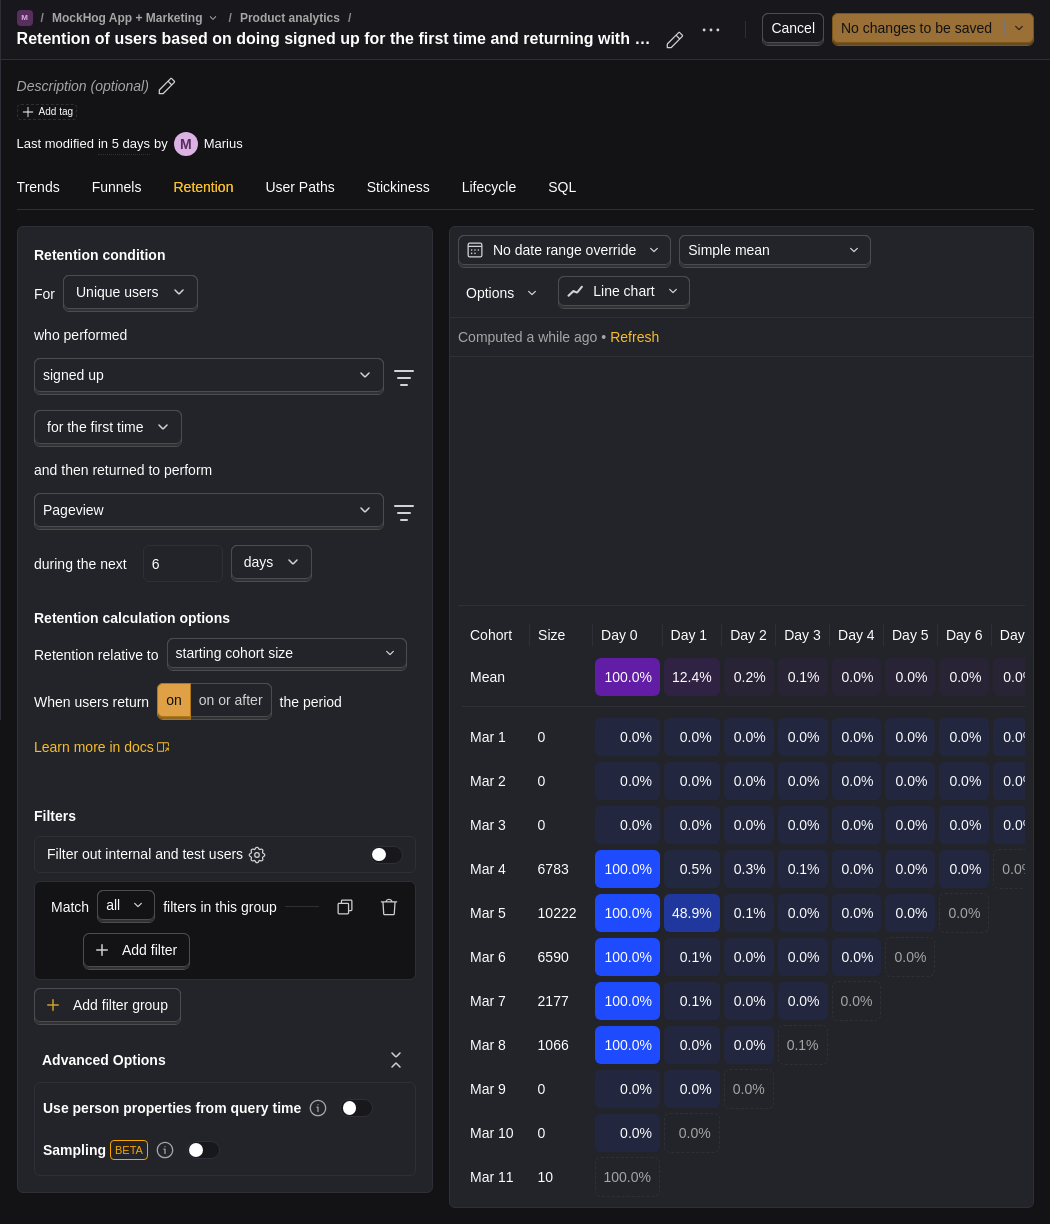 M / MockHog App + Marketing / Product analytics /
Retention of users based on doing signed up for the first time and returning with ...
Cancel
No changes to be saved
Description (optional)
Add tag
Last modified in 5 days by M Marius
Trends Funnels Retention User Paths Stickiness Lifecycle SQL
Retention condition
For Unique users
who performed
signed up
for the first time
and then returned to perform
Pageview
during the next 6 days
Retention calculation options
Retention relative to starting cohort size
When users return on on or after the period
Learn more in docs
Filters
Filter out internal and test users
Match all filters in this group
Add filter
Add filter group
Advanced Options
Use person properties from query time
Sampling BETA
No date range override Simple mean
Options Line chart
Computed a while ago • Refresh
Cohort Size Day 0 Day 1 Day 2 Day 3 Day 4 Day 5 Day 6 Day
Mean 100.0% 12.4% 0.2% 0.1% 0.0% 0.0% 0.0% 0.0%
Mar 1 0 0.0% 0.0% 0.0% 0.0% 0.0% 0.0% 0.0% 0.0%
Mar 2 0 0.0% 0.0% 0.0% 0.0% 0.0% 0.0% 0.0% 0.0%
Mar 3 0 0.0% 0.0% 0.0% 0.0% 0.0% 0.0% 0.0% 0.0%
Mar 4 6783 100.0% 0.5% 0.3% 0.1% 0.0% 0.0% 0.0% 0.0%
Mar 5 10222 100.0% 48.9% 0.1% 0.0% 0.0% 0.0% 0.0%
Mar 6 6590 100.0% 0.1% 0.0% 0.0% 0.0% 0.0%
Mar 7 2177 100.0% 0.1% 0.0% 0.0% 0.0%
Mar 8 1066 100.0% 0.0% 0.0% 0.1%
Mar 9 0 0.0% 0.0% 0.0%
Mar 10 0 0.0% 0.0%
Mar 11 10 100.0%